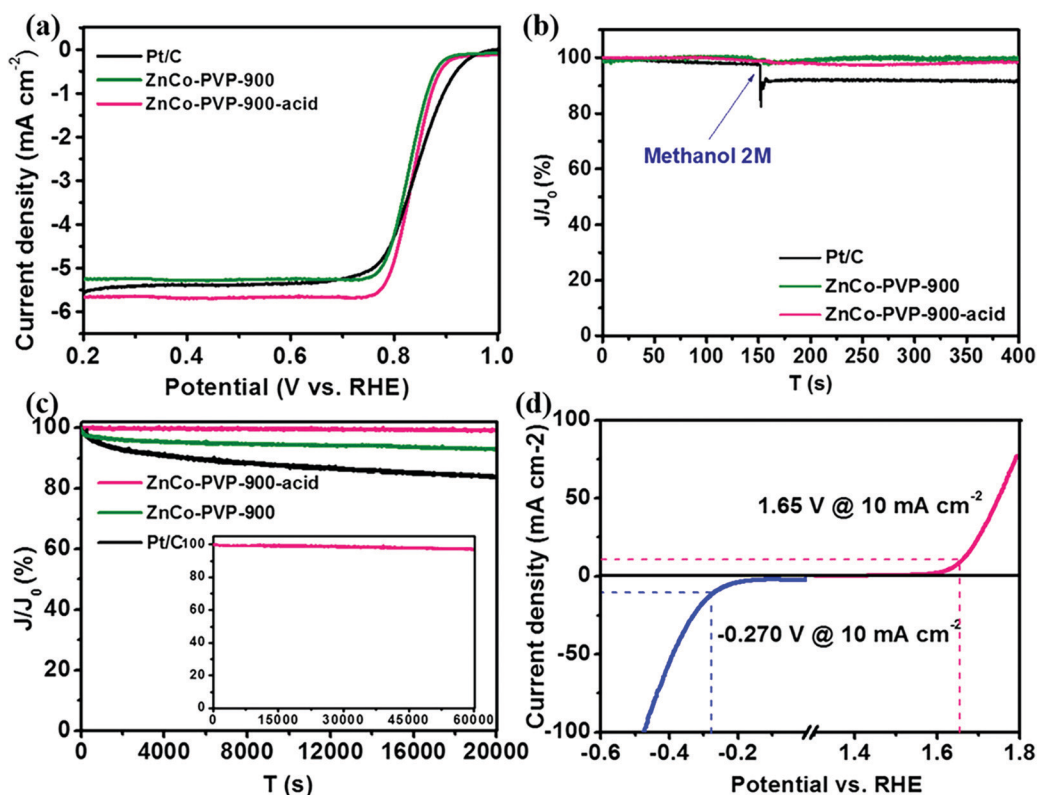 (a)
Current density (mA cm-2)
0
-1
-2
-3
-4
-5
-6
Pt/C
ZnCo-PVP-900
ZnCo-PVP-900-acid
0.2
0.4
0.6
0.8
1.0
Potential (V vs. RHE)
(b)
J/J0 (%)
120
100
80
60
40
20
0
Methanol 2M
Pt/C
ZnCo-PVP-900
ZnCo-PVP-900-acid
0
50
100
150
200
250
300
350
400
T (s)
(c)
J/J0 (%)
100
80
60
40
20
0
ZnCo-PVP-900-acid
ZnCo-PVP-900
Pt/C
100
80
60
40
20
0
0
15000
30000
45000
60000
0
4000
8000
12000
16000
20000
T (s)
(d)
Current density (mA cm-2)
100
50
0
-50
-100
1.65 V @ 10 mA cm-2
-0.270 V @ 10 mA cm-2
-0.6
-0.4
-0.2
1.4
1.6
1.8
Potential vs. RHE